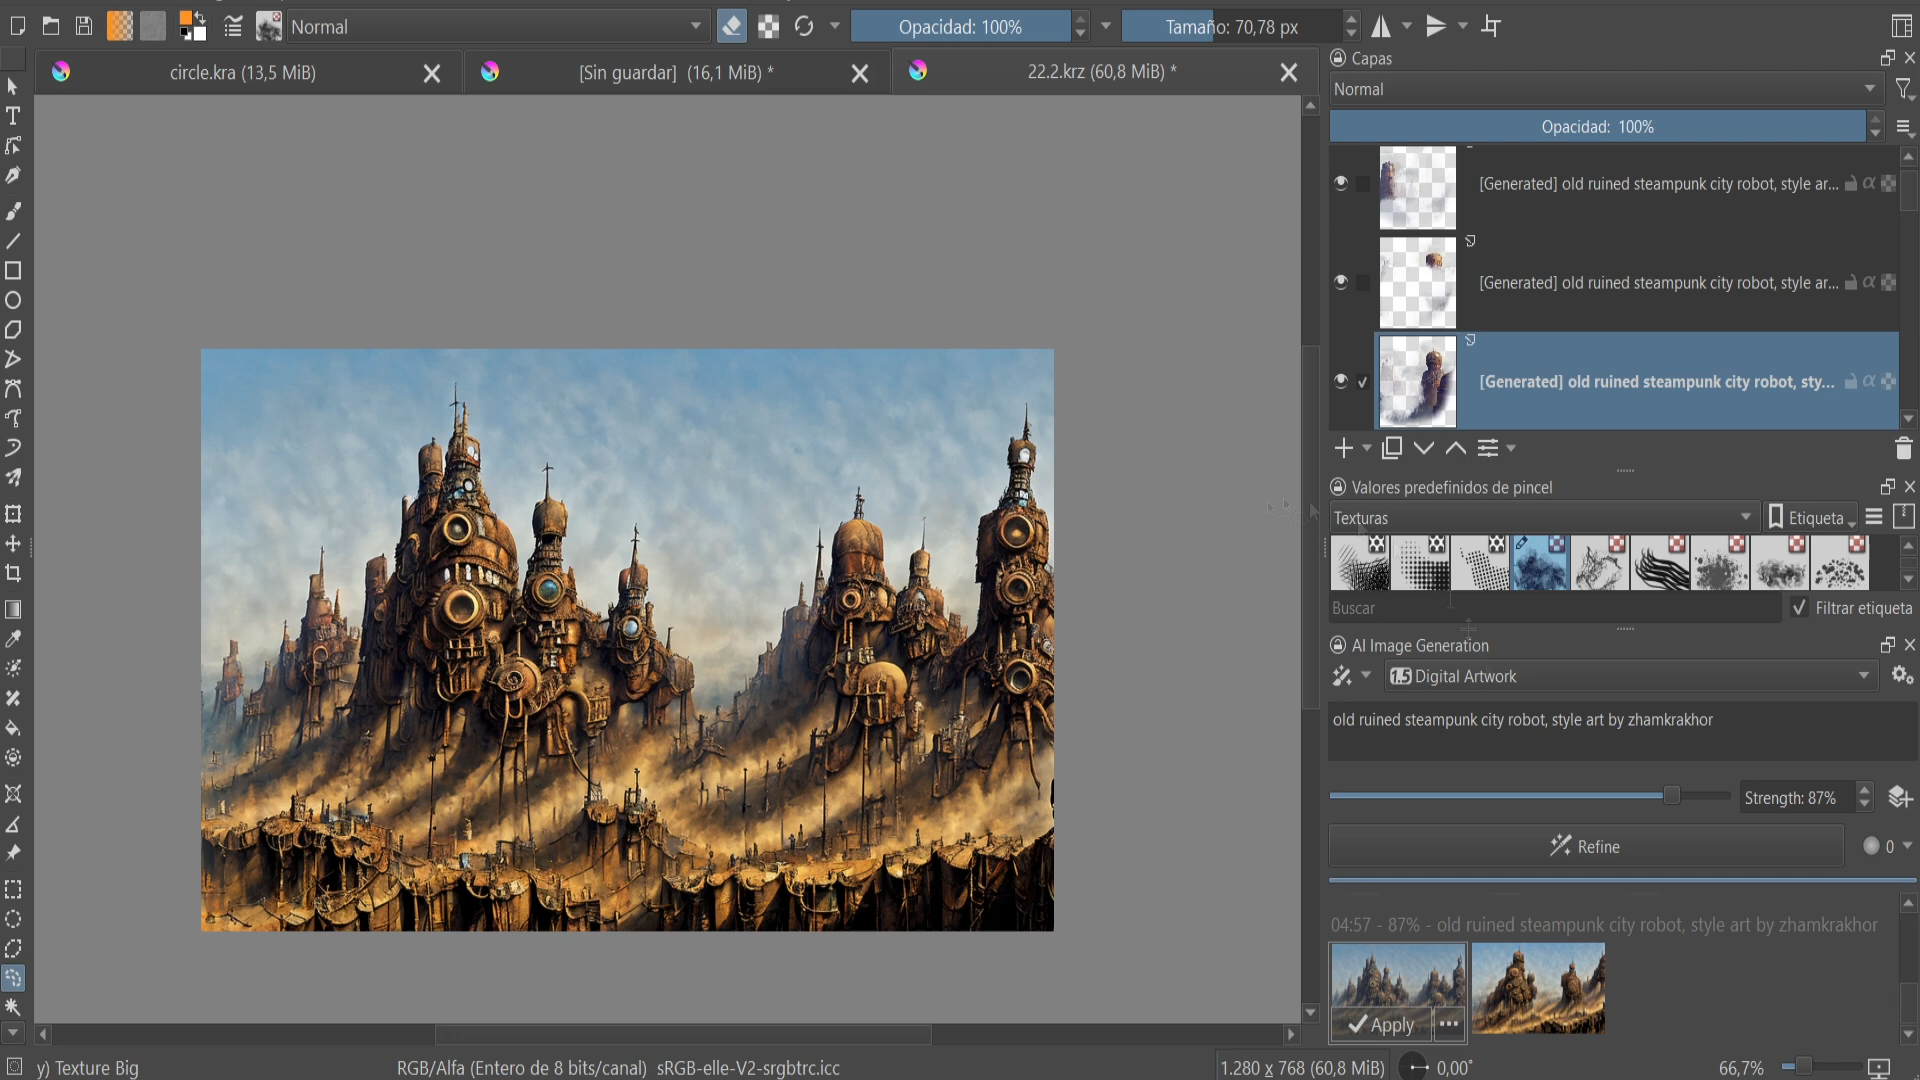 Normal
Opacidad: 100%
Tamaño: 70,78 px
circle.kra (13,5 MiB)
[Sin guardar] (16,1 MiB) *
22.2.krz (60,8 MiB) *
Capas
Normal
Opacidad: 100%
[Generated] old ruined steampunk city robot, style ar...
[Generated] old ruined steampunk city robot, style ar...
[Generated] old ruined steampunk city robot, sty...
Valores predefinidos de pincel
Texturas
Etiqueta
Buscar
Filtrar etiqueta
AI Image Generation
1.5 Digital Artwork
old ruined steampunk city robot, style art by zhamkrakhor
Strength: 87%
Refine
0
04:57 - 87% - old ruined steampunk city robot, style art by zhamkrakhor
Apply
y) Texture Big
RGB/Alfa (Entero de 8 bits/canal) sRGB-elle-V2-srgbtrc.icc
1.280 x 768 (60,8 MiB)
0,00°
66,7%